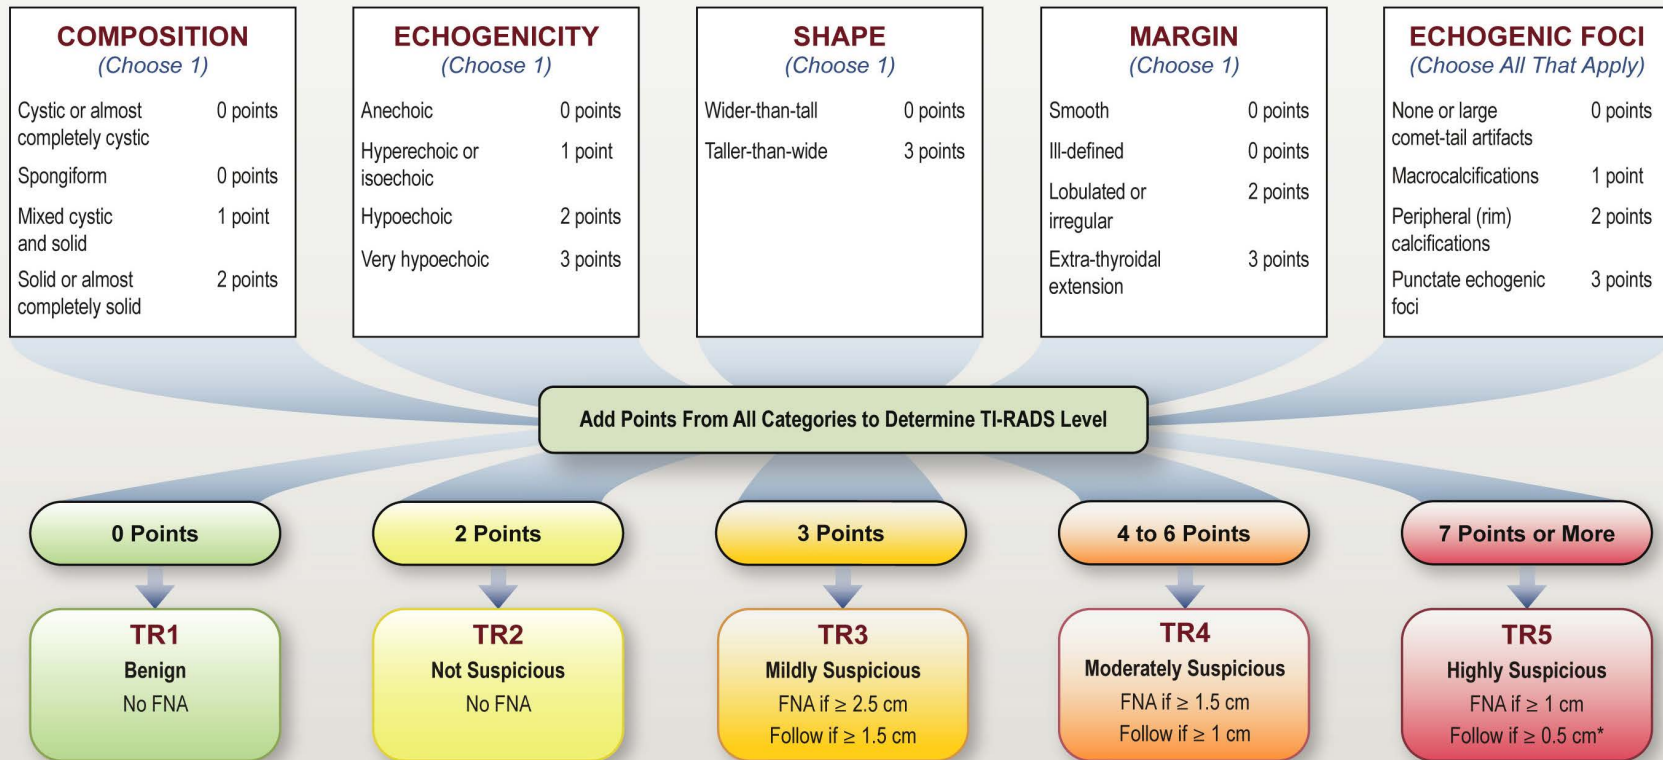 COMPOSITION
(Choose 1)
Cystic or almost 0 points
completely cystic
Spongiform 0 points
Mixed cystic 1 point
and solid
Solid or almost 2 points
completely solid
ECHOGENICITY
(Choose 1)
Anechoic 0 points
Hyperechoic or 1 point
isoechoic
Hypoechoic 2 points
Very hypoechoic 3 points
SHAPE
(Choose 1)
Wider-than-tall 0 points
Taller-than-wide 3 points
MARGIN
(Choose 1)
Smooth 0 points
Ill-defined 0 points
Lobulated or 2 points
irregular
Extra-thyroidal 3 points
extension
ECHOGENIC FOCI
(Choose All That Apply)
None or large 0 points
comet-tail artifacts
Macrocalcifications 1 point
Peripheral (rim) 2 points
calcifications
Punctate echogenic 3 points
foci
Add Points From All Categories to Determine TI-RADS Level
0 Points
2 Points
3 Points
4 to 6 Points
7 Points or More
TR1
Benign
No FNA
TR2
Not Suspicious
No FNA
TR3
Mildly Suspicious
FNA if ≥ 2.5 cm
Follow if ≥ 1.5 cm
TR4
Moderately Suspicious
FNA if ≥ 1.5 cm
Follow if ≥ 1 cm
TR5
Highly Suspicious
FNA if ≥ 1 cm
Follow if ≥ 0.5 cm*